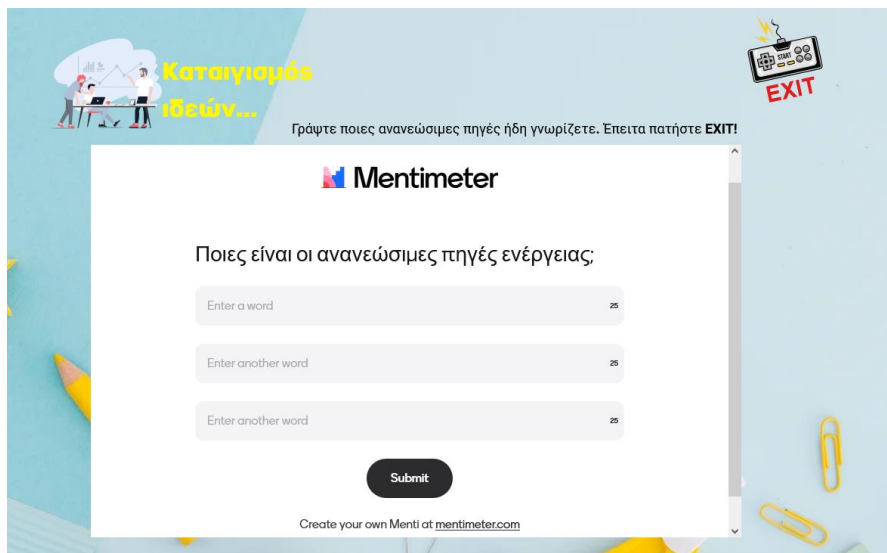 Καταιγισμός
ιδεών...
START
EXIT
Γράψτε ποιες ανανεώσιμες πηγές ήδη γνωρίζετε. Έπειτα πατήστε EXIT!
Mentimeter
Ποιες είναι οι ανανεώσιμες πηγές ενέργειας;
Enter a word 25
Enter another word 25
Enter another word 25
Submit
Create your own Menti at mentimeter.com